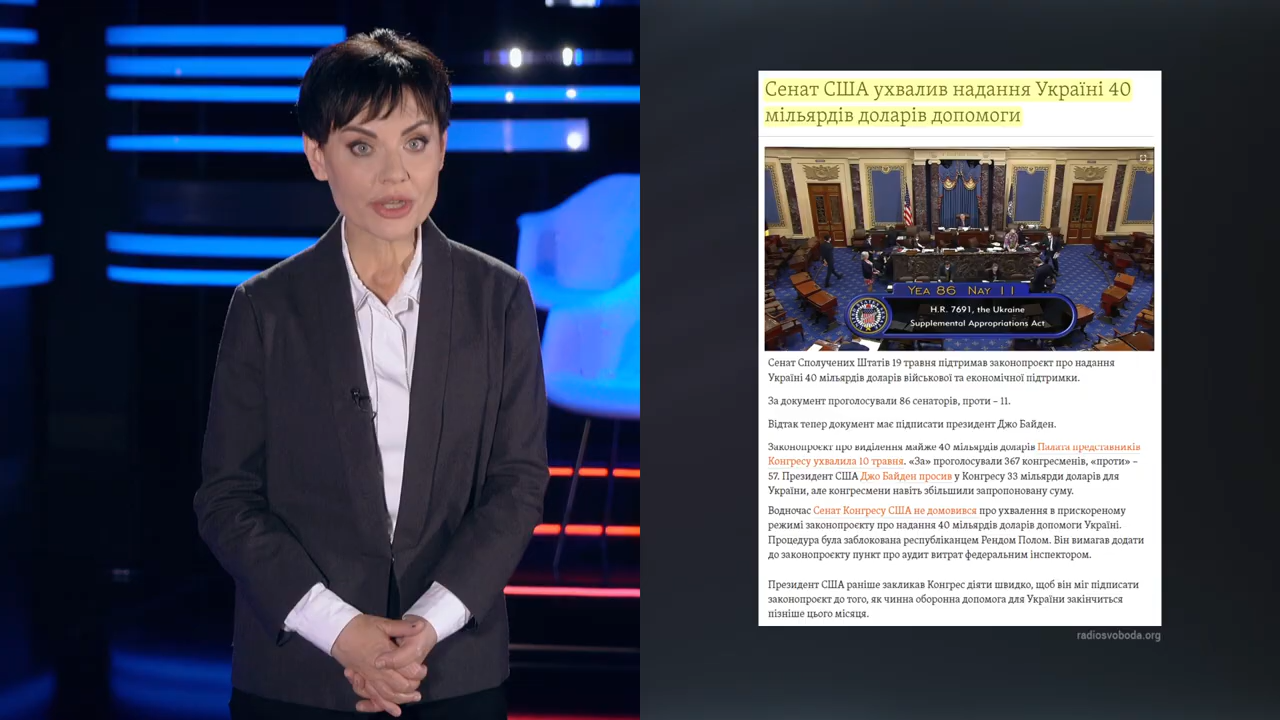 Сенат США ухвалив надання Україні 40
мільярдів доларів допомоги
YEA 86 NAY 11
H.R. 7691, the Ukraine
Supplemental Appropriations Act
Сенат Сполучених Штатів 19 травня підтримав законопроєкт про надання
Україні 40 мільярдів доларів військової та економічної підтримки.
За документ проголосували 86 сенаторів, проти – 11.
Відтак тепер документ має підписати президент Джо Байден.
Законопроєкт про виділення майже 40 мільярдів доларів Палата представників
Конгресу ухвалила 10 травня. «За» проголосували 367 конгресменів, «проти» –
57. Президент США Джо Байден просив у Конгресу 33 мільярди доларів для
України, але конгресмени навіть збільшили запропоновану суму.
Водночас Сенат Конгресу США не домовився про ухвалення в прискореному
режимі законопроєкту про надання 40 мільярдів доларів допомоги Україні.
Процедура була заблокована республіканцем Рендом Полом. Він вимагав додати
до законопроєкту пункт про аудит витрат федеральним інспектором.
Президент США раніше закликав Конгрес діяти швидко, щоб він міг підписати
законопроєкт до того, як чинна оборонна допомога для України закінчиться
пізніше цього місяця.
radiosvoboda.org